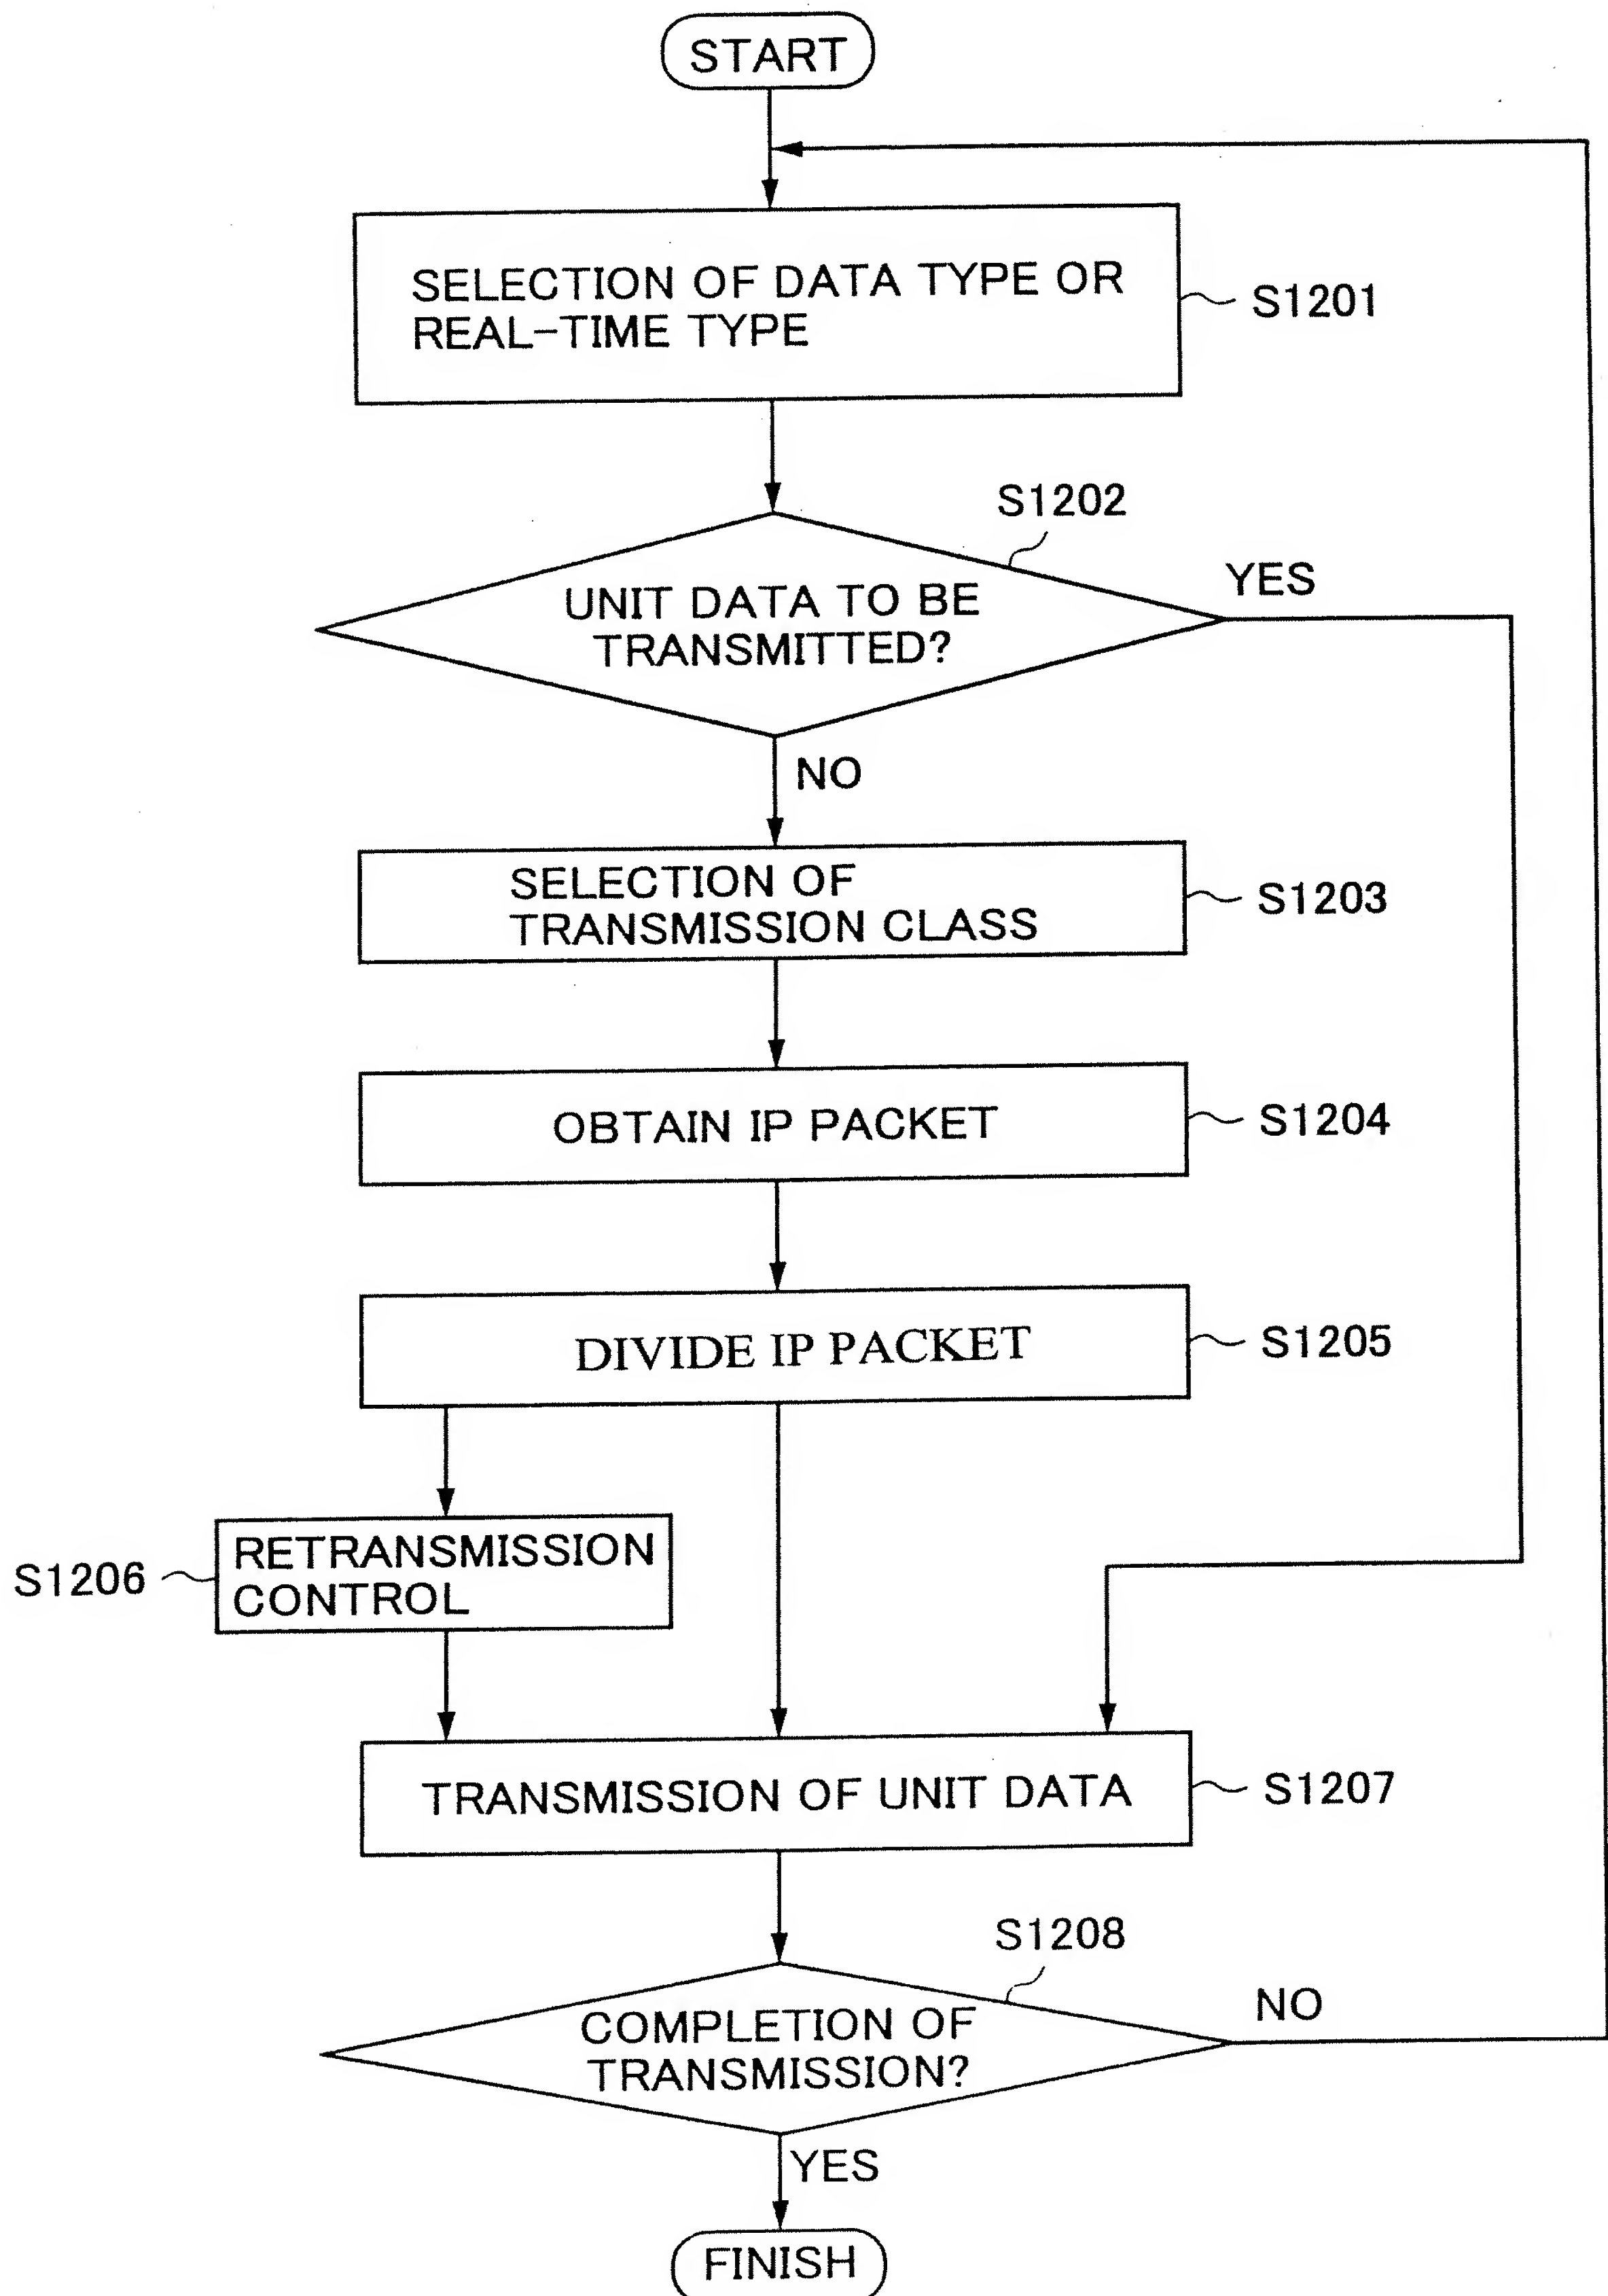 START
SELECTION OF DATA TYPE OR
REAL-TIME TYPE
S1201
S1202
UNIT DATA TO BE
TRANSMITTED?
YES
NO
SELECTION OF
TRANSMISSION CLASS
S1203
OBTAIN IP PACKET
S1204
DIVIDE IP PACKET
S1205
RETRANSMISSION
CONTROL
S1206
TRANSMISSION OF UNIT DATA
S1207
S1208
COMPLETION OF
TRANSMISSION?
NO
YES
FINISH